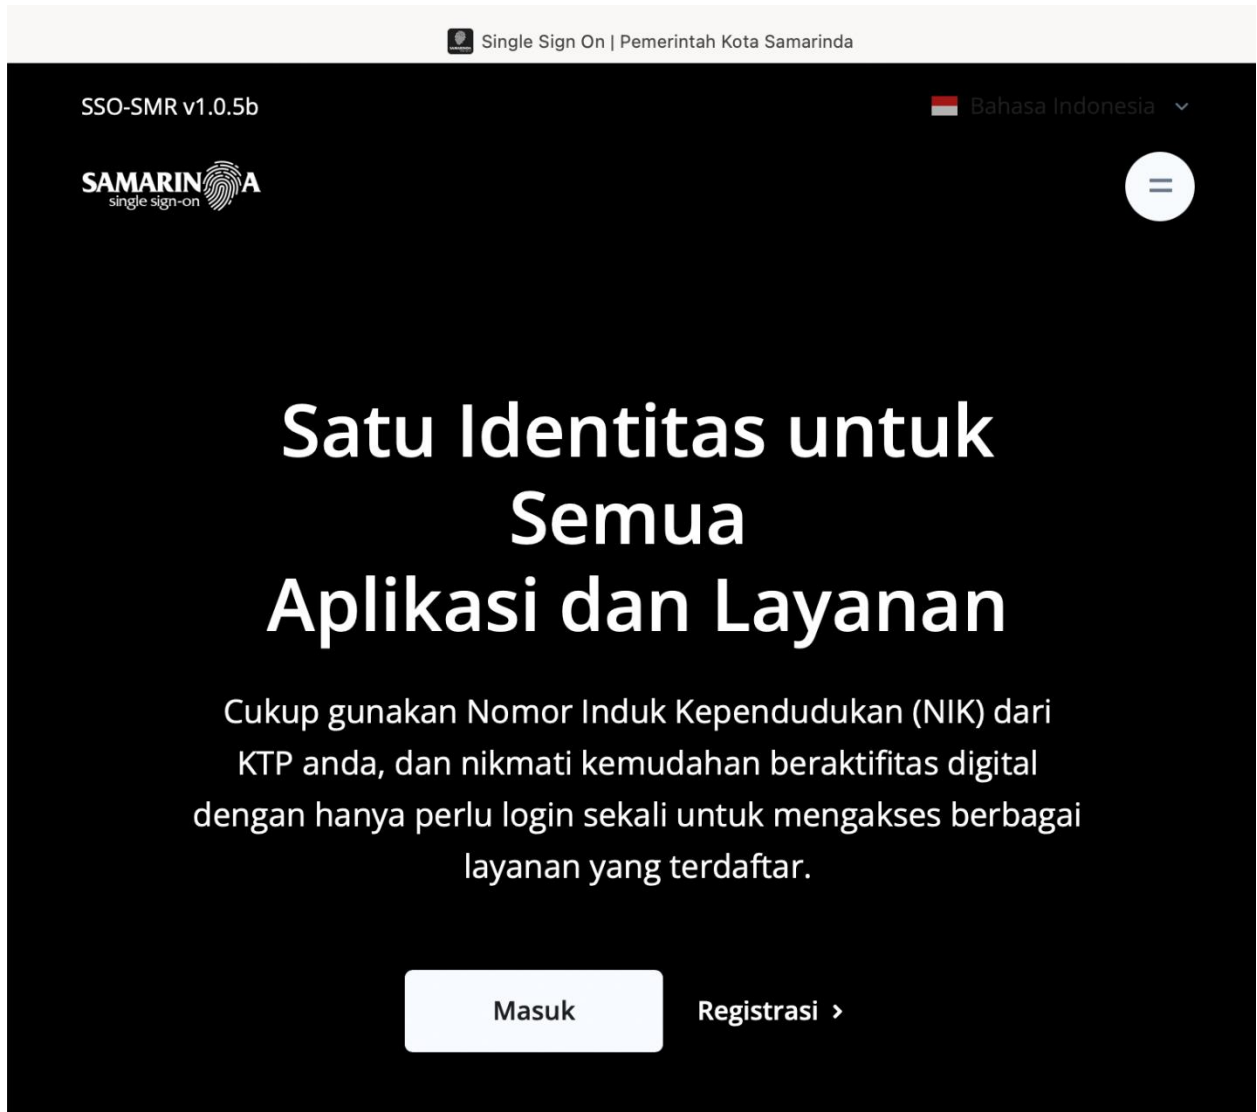 Single Sign On | Pemerintah Kota Samarinda
SSO-SMR v1.0.5b
Bahasa Indonesia
SAMARINDA
single sign-on
Satu Identitas untuk
Semua
Aplikasi dan Layanan
Cukup gunakan Nomor Induk Kependudukan (NIK) dari
KTP anda, dan nikmati kemudahan beraktifitas digital
dengan hanya perlu login sekali untuk mengakses berbagai
layanan yang terdaftar.
Masuk
Registrasi >